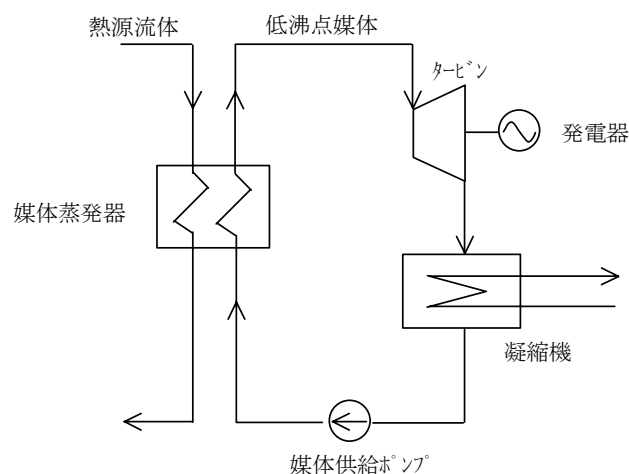 熱源流体
低沸点媒体
ﾀｰﾋﾞﾝ
発電器
媒体蒸発器
凝縮機
媒体供給ﾎﾟﾝﾌﾟ